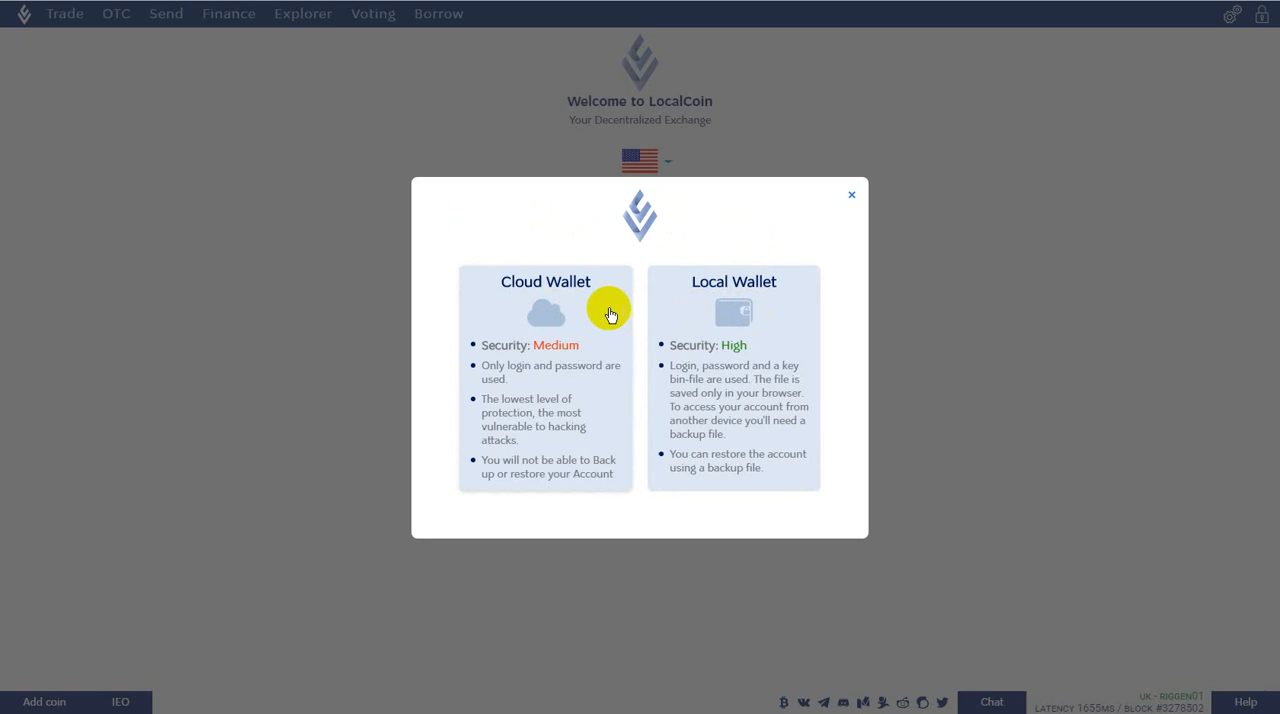 Trade OTC Send Finance Explorer Voting Borrow
Welcome to LocalCoin
Your Decentralized Exchange
Cloud Wallet
Security: Medium
Only login and password are
used.
The lowest level of
protection, the most
vulnerable to hacking
attacks.
You will not be able to Back
up or restore your Account
Local Wallet
Security: High
Login, password and a key
bin-file are used. The file is
saved only in your browser.
To access your account from
another device you'll need a
backup file.
You can restore the account
using a backup file.
Add coin IEO
Chat
UK - RIGGEN01
LATENCY 1655MS / BLOCK #3278502
Help